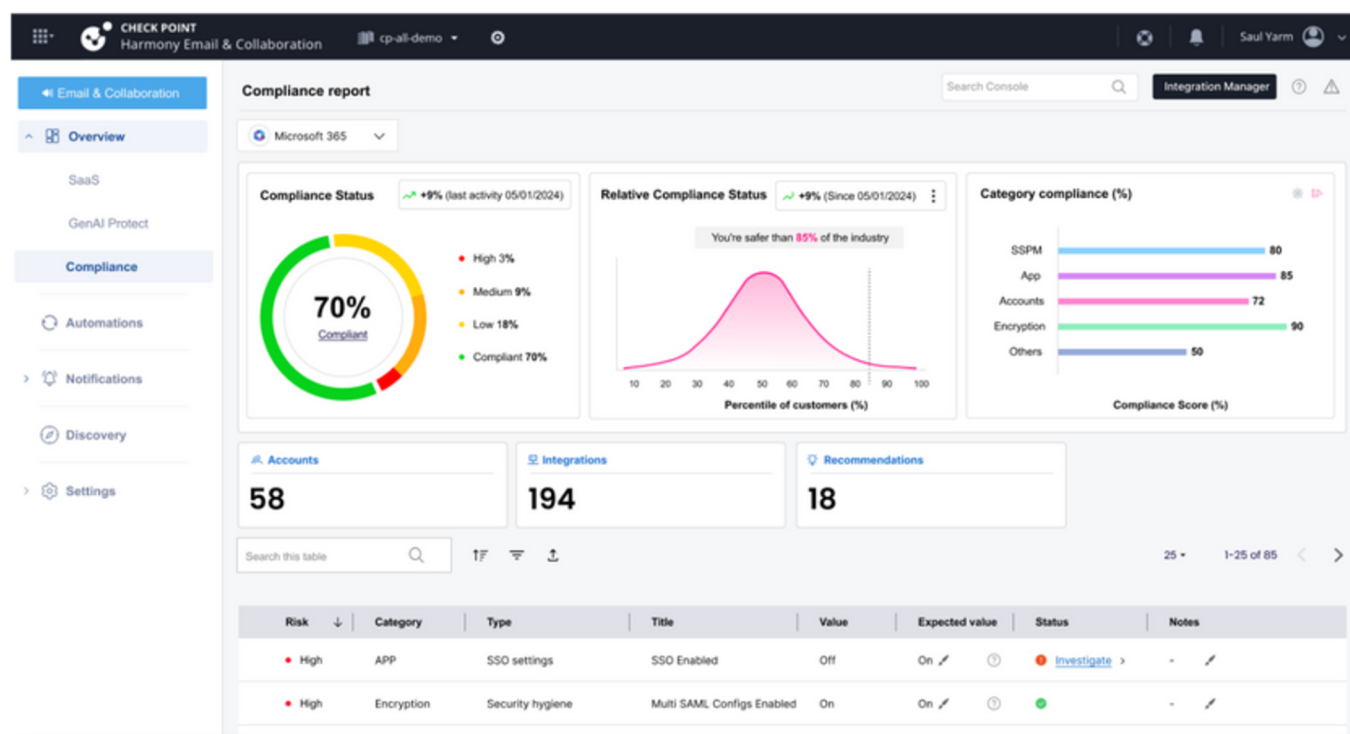 CHECK POINT
Harmony Email & Collaboration
cp-all-demo
Saul Yarm
Email & Collaboration
Overview
SaaS
GenAI Protect
Compliance
Automations
Notifications
Discovery
Settings
Compliance report
Search Console
Integration Manager
Microsoft 365
Compliance Status
+9% (last activity 05/01/2024)
70%
Compliant
High 3%
Medium 9%
Low 18%
Compliant 70%
Relative Compliance Status
+9% (Since 05/01/2024)
You're safer than 85% of the industry
10 20 30 40 50 60 70 80 90 100
Percentile of customers (%)
Category compliance (%)
SSPM 80
App 85
Accounts 72
Encryption 90
Others 50
Compliance Score (%)
Accounts
58
Integrations
194
Recommendations
18
Search this table
25
1-25 of 85
Risk Category Type Title Value Expected value Status Notes
High APP SSO settings SSO Enabled Off On Investigate -
High Encryption Security hygiene Multi SAML Configs Enabled On On -